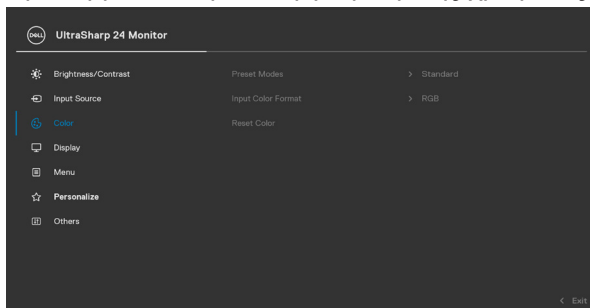 DELL UltraSharp 24 Monitor
Brightness/Contrast Preset Modes > Standard
Input Source Input Color Format > RGB
Color Reset Color
Display
Menu
Personalize
Others
< Exit